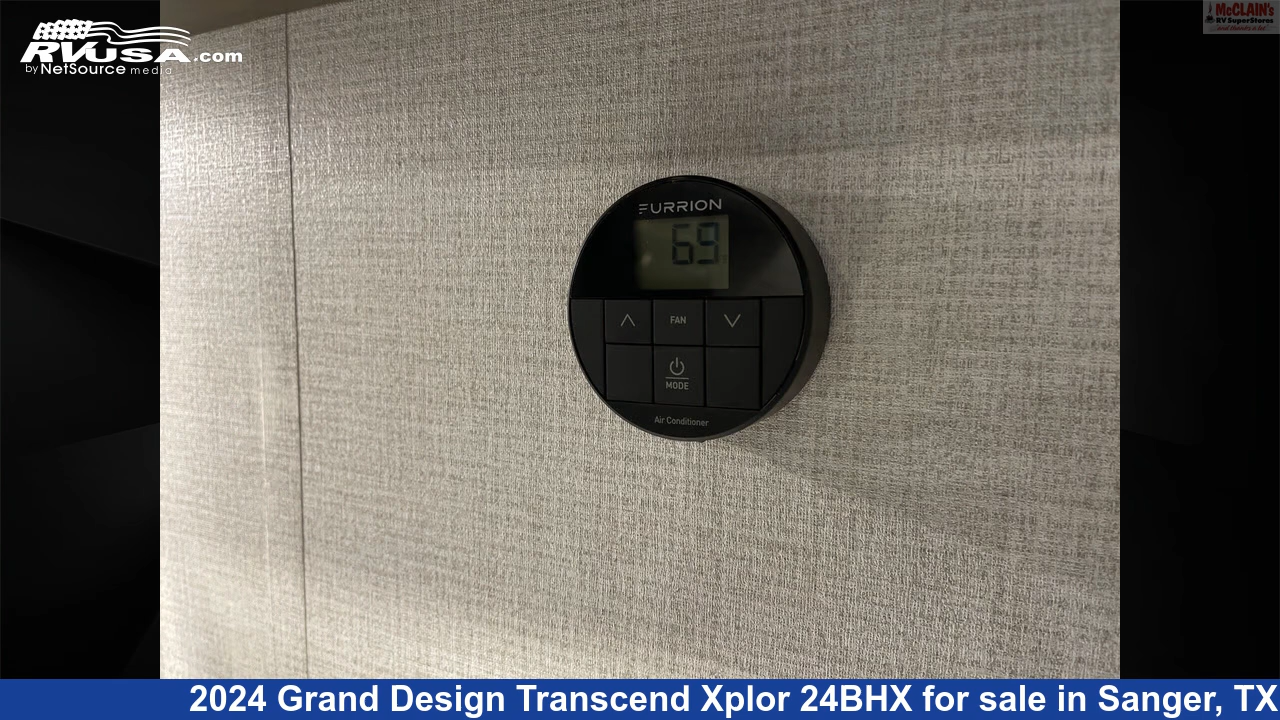 RVUSA.com
by NetSource media
McCLAIN's
RV SuperStores
FURRION
69
FAN
MODE
Air Conditioner
2024 Grand Design Transcend Xplor 24BHX for sale in Sanger, TX